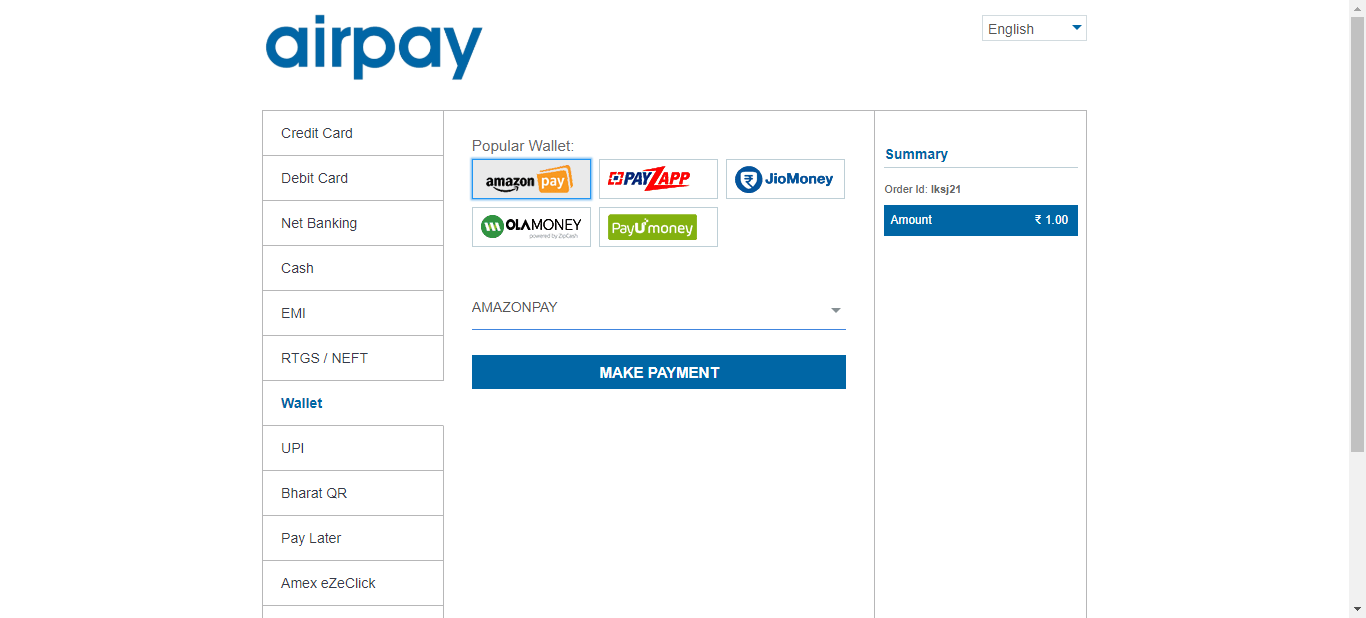 airpay
English
Credit Card
Debit Card
Net Banking
Cash
EMI
RTGS / NEFT
Wallet
UPI
Bharat QR
Pay Later
Amex eZeClick
Popular Wallet:
amazon pay
PAYZAPP
JioMoney
OLAMONEY
powered by ZipCash
PayUmoney
AMAZONPAY
MAKE PAYMENT
Summary
Order Id: lksj21
Amount ₹ 1.00